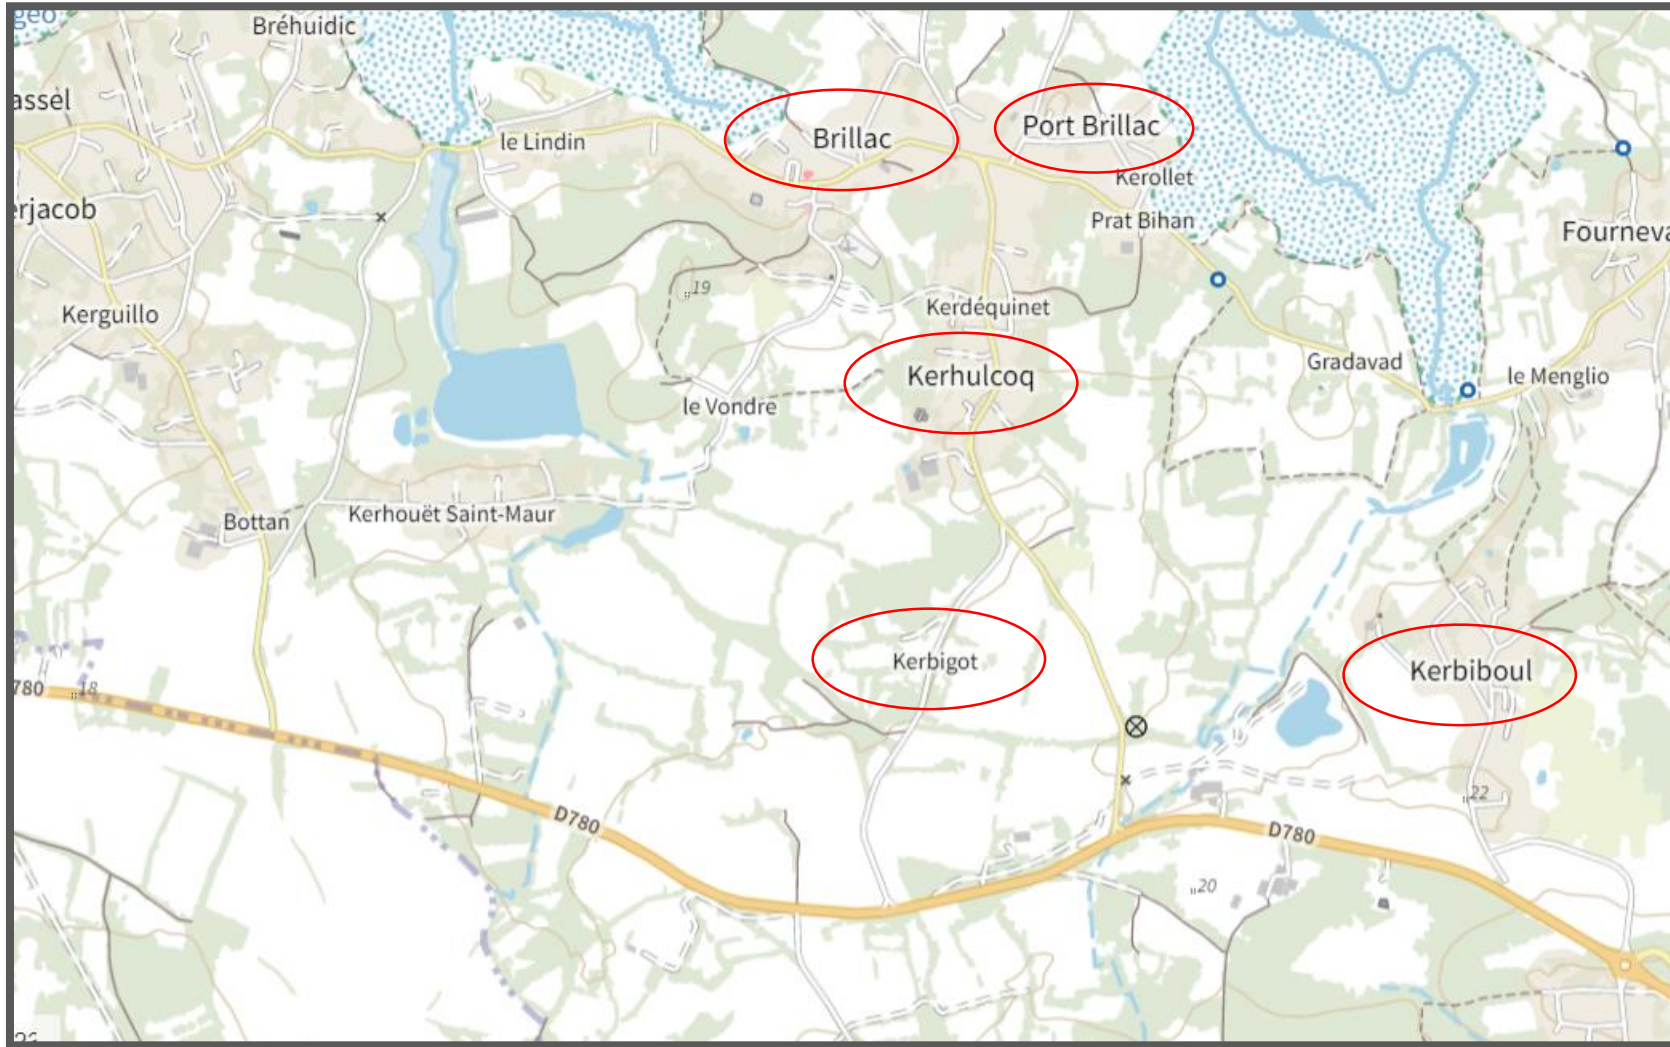 geo
Bréhuidic
assel
le Lindin
Brillac
Port Brillac
Kerollet
erjacob
Prat Bihan
Fourneva
19
Kerguillo
Kerdéquinet
Gradavad
le Menglio
Kerhulcoq
le Vondre
Bottan
Kerhouët Saint-Maur
Kerbigot
Kerbiboul
780
18
22
D780
D780
20